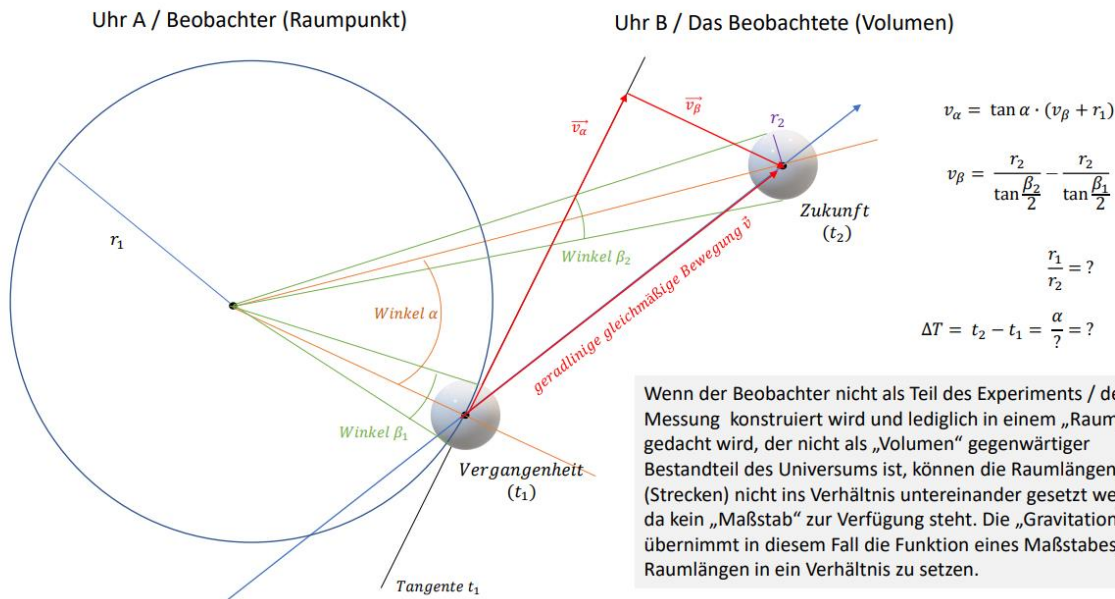 Uhr A / Beobachter (Raumpunkt)
Uhr B / Das Beobachtete (Volumen)
r₁
Winkel α
Winkel β₁
Winkel β₂
v⃗_α
v⃗_β
r₂
geradlinige gleichmäßige Bewegung v⃗
Zukunft
(t₂)
Vergangenheit
(t₁)
Tangente t₁
v_α = tan α · (v_β + r₁)
v_β = r₂ / tan (β₂/2) − r₂ / tan (β₁/2)
r₁/r₂ = ?
ΔT = t₂ − t₁ = α/? = ?
Wenn der Beobachter nicht als Teil des Experiments /
Messung konstruiert wird und lediglich in einem „Raum
gedacht wird, der nicht als „Volumen“ gegenwärtiger
Bestandteil des Universums ist, können die Raumlängen
(Strecken) nicht ins Verhältnis untereinander gesetzt
da kein „Maßstab“ zur Verfügung steht. Die „Gravitation
übernimmt in diesem Fall die Funktion eines Maßstabes
Raumlängen in ein Verhältnis zu setzen.